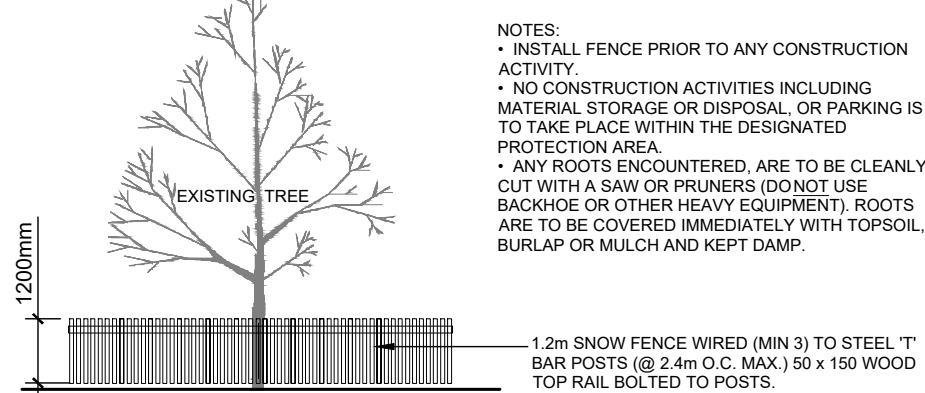 NOTES:
• INSTALL FENCE PRIOR TO ANY CONSTRUCTION
ACTIVITY.
• NO CONSTRUCTION ACTIVITIES INCLUDING
MATERIAL STORAGE OR DISPOSAL, OR PARKING IS
TO TAKE PLACE WITHIN THE DESIGNATED
PROTECTION AREA.
• ANY ROOTS ENCOUNTERED, ARE TO BE CLEANLY
CUT WITH A SAW OR PRUNERS (DO NOT USE
BACKHOE OR OTHER HEAVY EQUIPMENT). ROOTS
ARE TO BE COVERED IMMEDIATELY WITH TOPSOIL,
BURLAP OR MULCH AND KEPT DAMP.
EXISTING TREE
1200mm
1.2m SNOW FENCE WIRED (MIN 3) TO STEEL 'T'
BAR POSTS (@ 2.4m O.C. MAX.) 50 x 150 WOOD
TOP RAIL BOLTED TO POSTS.